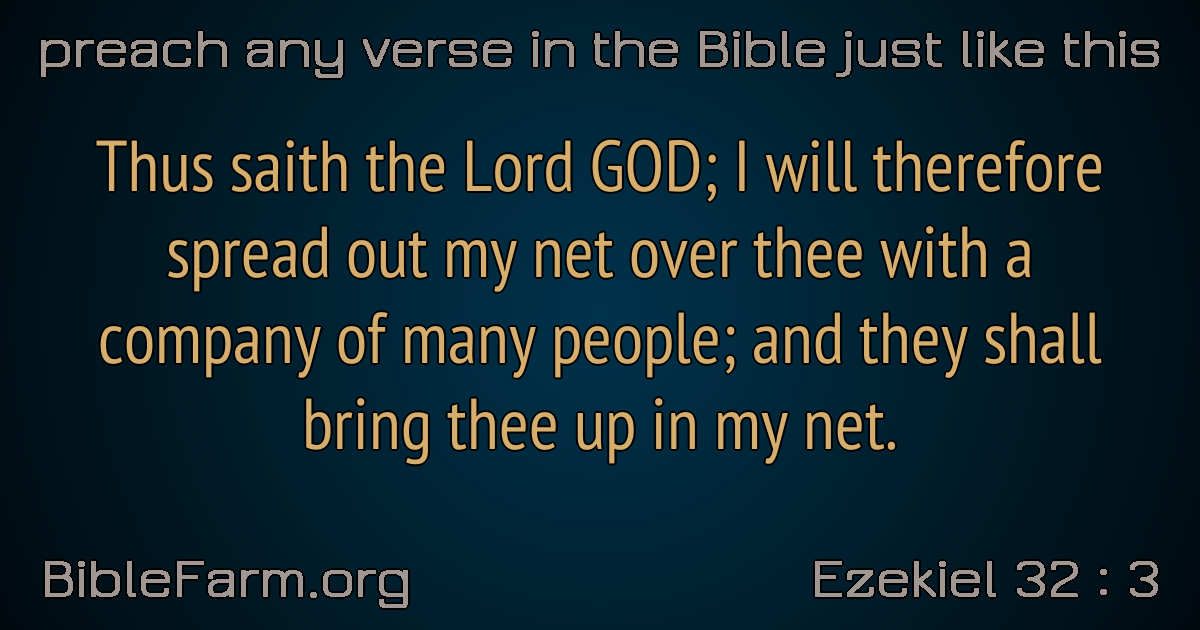 preach any verse in the Bible just like this
Thus saith the Lord GOD; I will therefore
spread out my net over thee with a
company of many people; and they shall
bring thee up in my net.
BibleFarm.org
Ezekiel 32 : 3